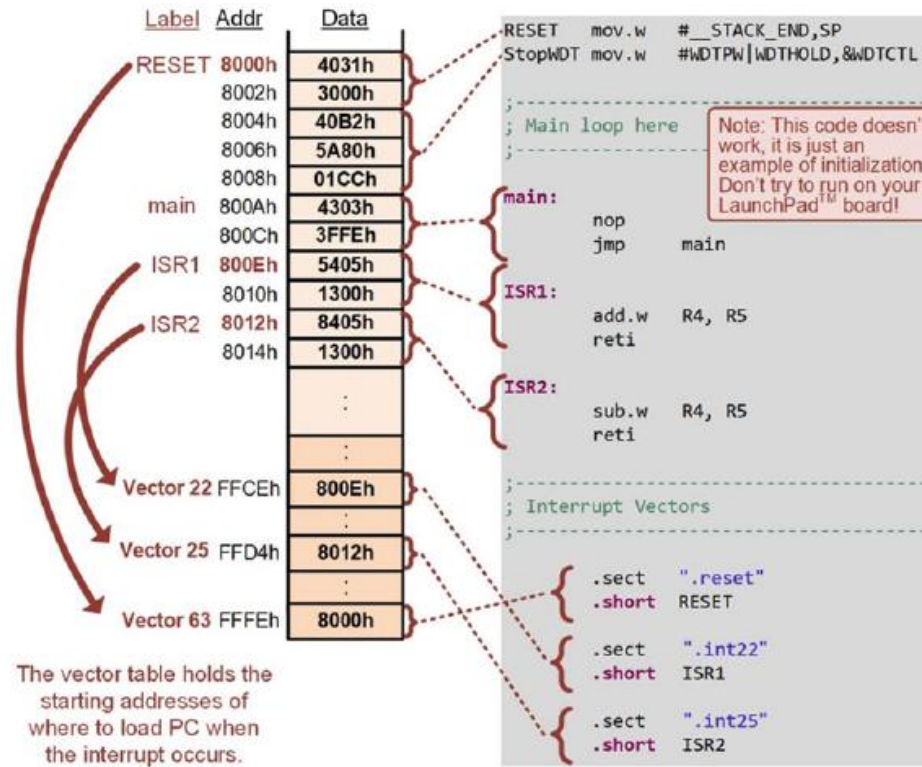 Label Addr Data
RESET 8000h 4031h
8002h 3000h
8004h 40B2h
8006h 5A80h
8008h 01CCh
main 800Ah 4303h
800Ch 3FFEh
ISR1 800Eh 5405h
8010h 1300h
ISR2 8012h 8405h
8014h 1300h
:
:
Vector 22 FFCEh 800Eh
:
Vector 25 FFD4h 8012h
:
Vector 63 FFFEh 8000h
The vector table holds the
starting addresses of
where to load PC when
the interrupt occurs.
RESET mov.w #__STACK_END,SP
StopWDT mov.w #WDTPW|WDTHOLD,&WDTCTL
;-----------------------------------
; Main loop here
;-----------------------------------
Note: This code doesn'
work, it is just an
example of initialization
Don't try to run on your
LaunchPad™ board!
main:
nop
jmp main
ISR1:
add.w R4, R5
reti
ISR2:
sub.w R4, R5
reti
;-----------------------------------
; Interrupt Vectors
;-----------------------------------
.sect ".reset"
.short RESET
.sect ".int22"
.short ISR1
.sect ".int25"
.short ISR2